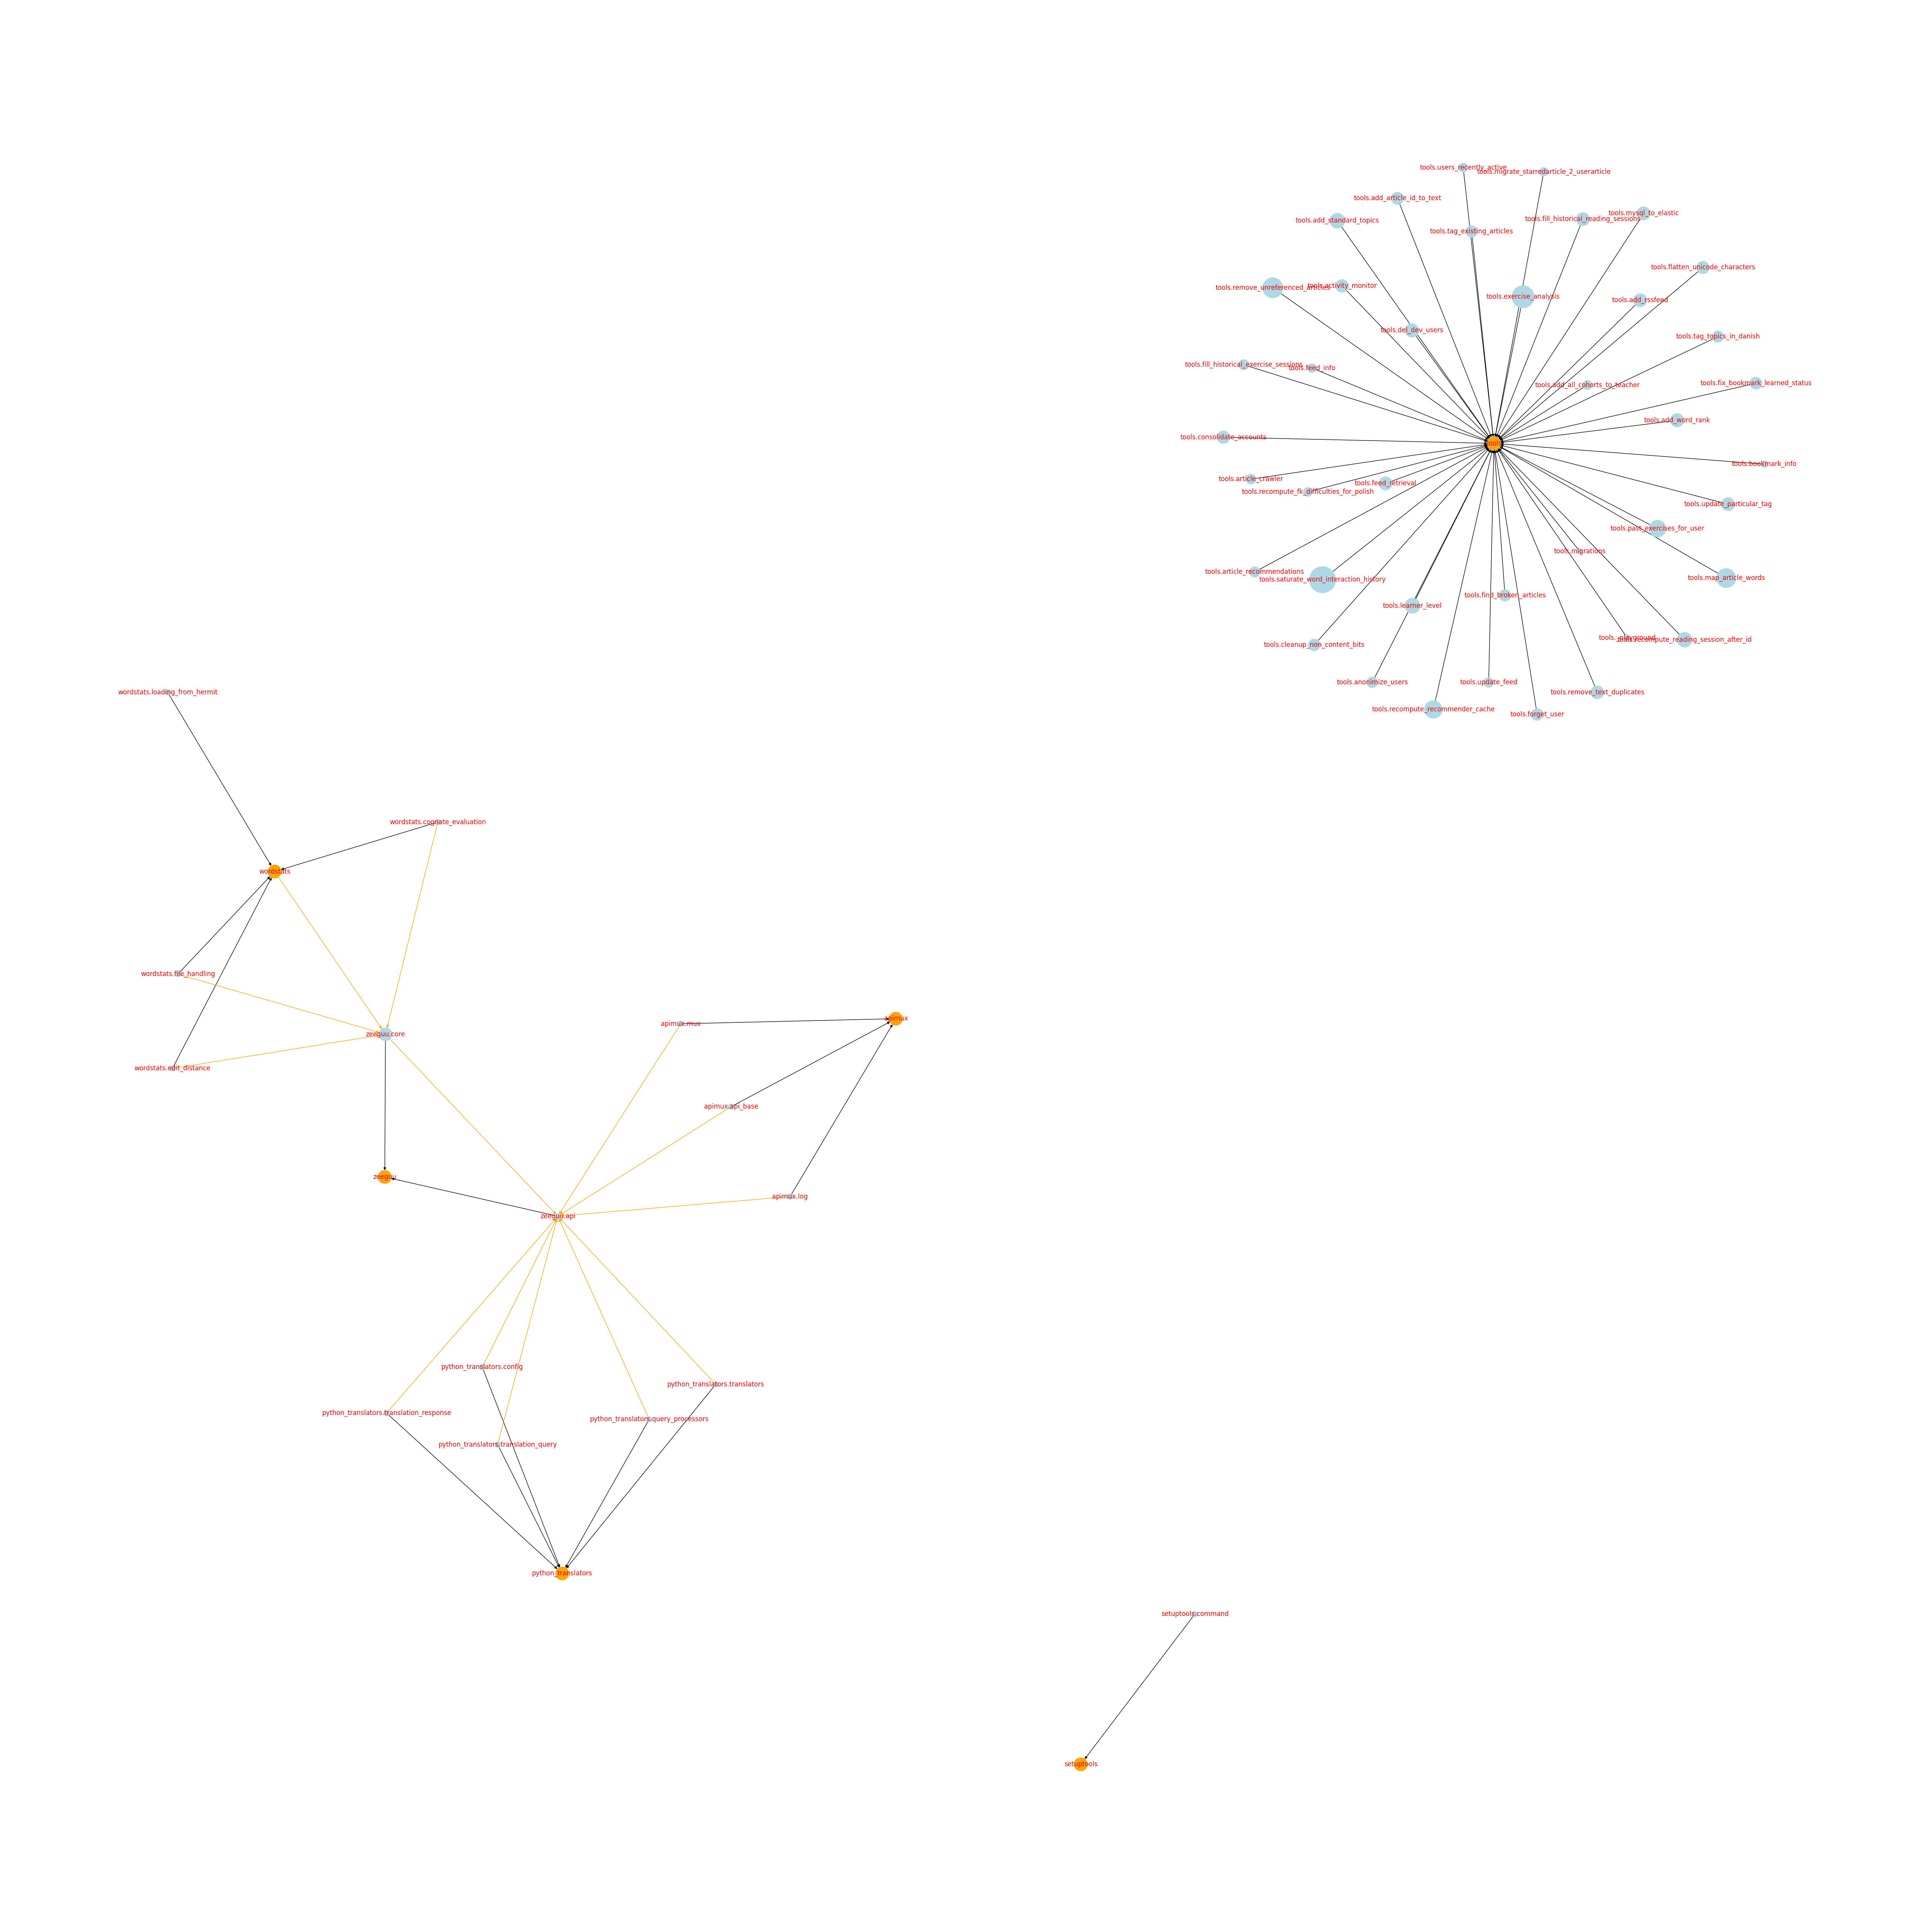 tools.users_recently_active
tools.migrate_starredarticle_2_userarticle
tools.add_article_id_to_text
tools.mysql_to_elastic
tools.fill_historical_reading_sessions
tools.add_standard_topics
tools.tag_existing_articles
tools.flatten_unicode_characters
tools.activity_monitor
tools.remove_unreferenced_articles
tools.exercise_analysis
tools.add_rssfeed
tools.del_dev_users
tools.tag_topics_in_danish
tools.fill_historical_exercise_sessions
tools.feed_info
tools.fix_bookmark_learned_status
tools.add_all_cohorts_to_teacher
tools.add_word_rank
tools.consolidate_accounts
tools
tools.bookmark_info
tools.article_crawler
tools.feed_retrieval
tools.recompute_fk_difficulties_for_polish
tools.update_particular_tag
tools.past_exercises_for_user
tools.migrations
tools.article_recommendations
tools.map_article_words
tools.saturate_word_interaction_history
tools.find_broken_articles
tools.learner_level
tools._playground
tools.recompute_reading_session_after_id
tools.cleanup_non_content_bits
tools.anonimize_users
tools.update_feed
wordstats.loading_from_hermit
tools.remove_text_duplicates
tools.recompute_recommender_cache
tools.forget_user
wordstats.cognate_evaluation
wordstats
wordstats.file_handling
apimux
apimux.mux
zeeguu.core
wordstats.edit_distance
apimux.api_base
zeeguu
apimux.log
zeeguu.api
python_translators.config
python_translators.translators
python_translators.translation_response
python_translators.query_processors
python_translators.translation_query
python_translators
setuptools.command
setuptools